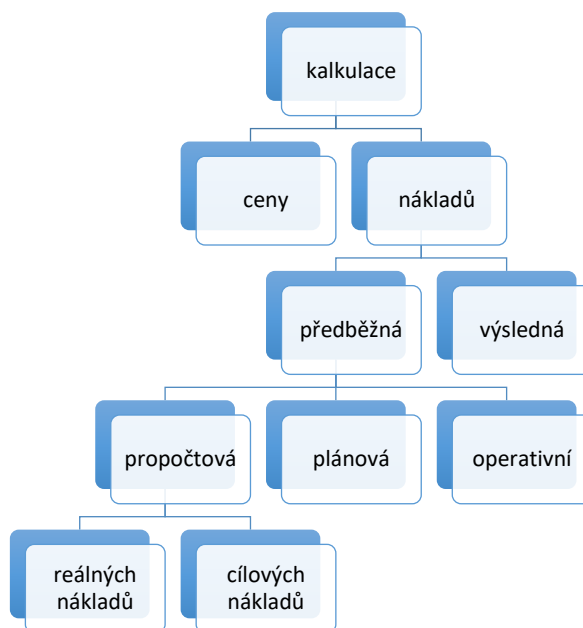 kalkulace
ceny
nákladů
předběžná
výsledná
propočtová
plánová
operativní
reálných
nákladů
cílových
nákladů